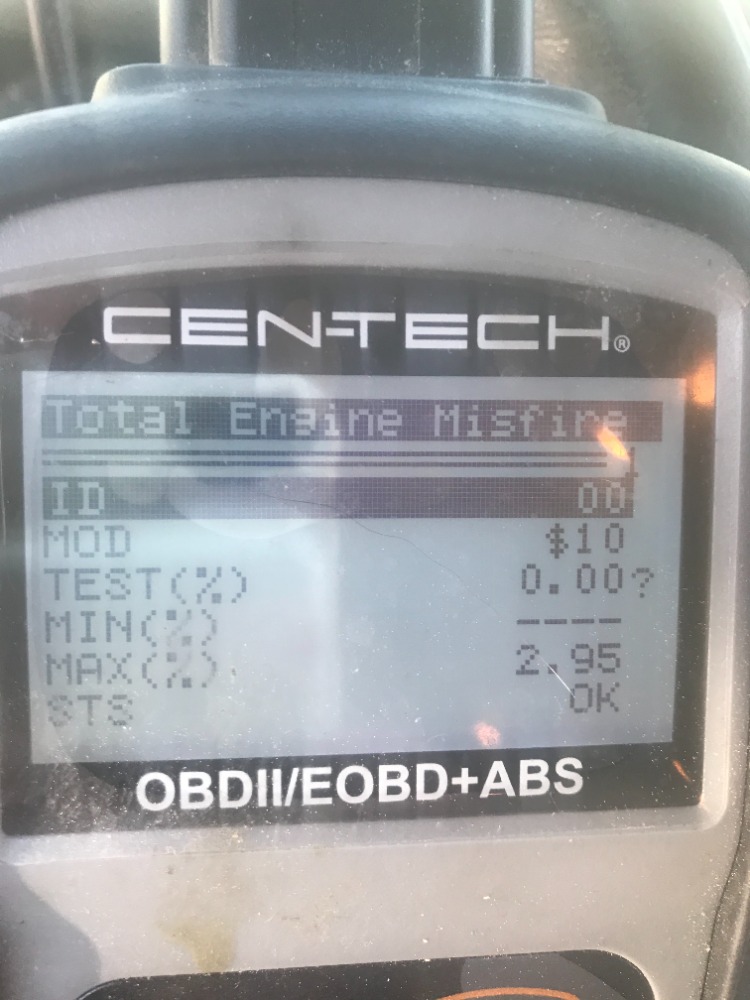 CEN-TECH®
Total Engine Misfire
ID 00
MOD $10
TEST(%) 0.00?
MIN(%) ----
MAX(%) 2.95
STS OK
OBDII/EOBD+ABS